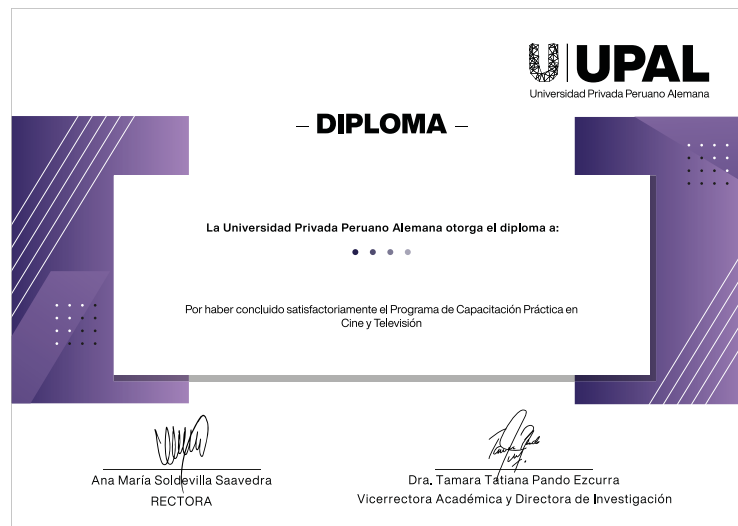 UPAL
Universidad Privada Peruano Alemana
– DIPLOMA –
La Universidad Privada Peruano Alemana otorga el diploma a:
Por haber concluido satisfactoriamente el Programa de Capacitación Práctica en
Cine y Televisión
Ana María Soldevilla Saavedra
RECTORA
Dra. Tamara Tatiana Pando Ezcurra
Vicerrectora Académica y Directora de Investigación